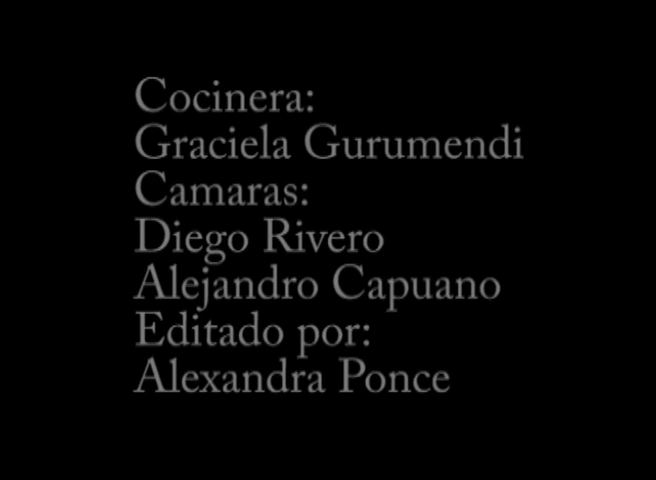 Cocinera:
Graciela Gurumendi
Camaras:
Diego Rivero
Alejandro Capuano
Editado por:
Alexandra Ponce